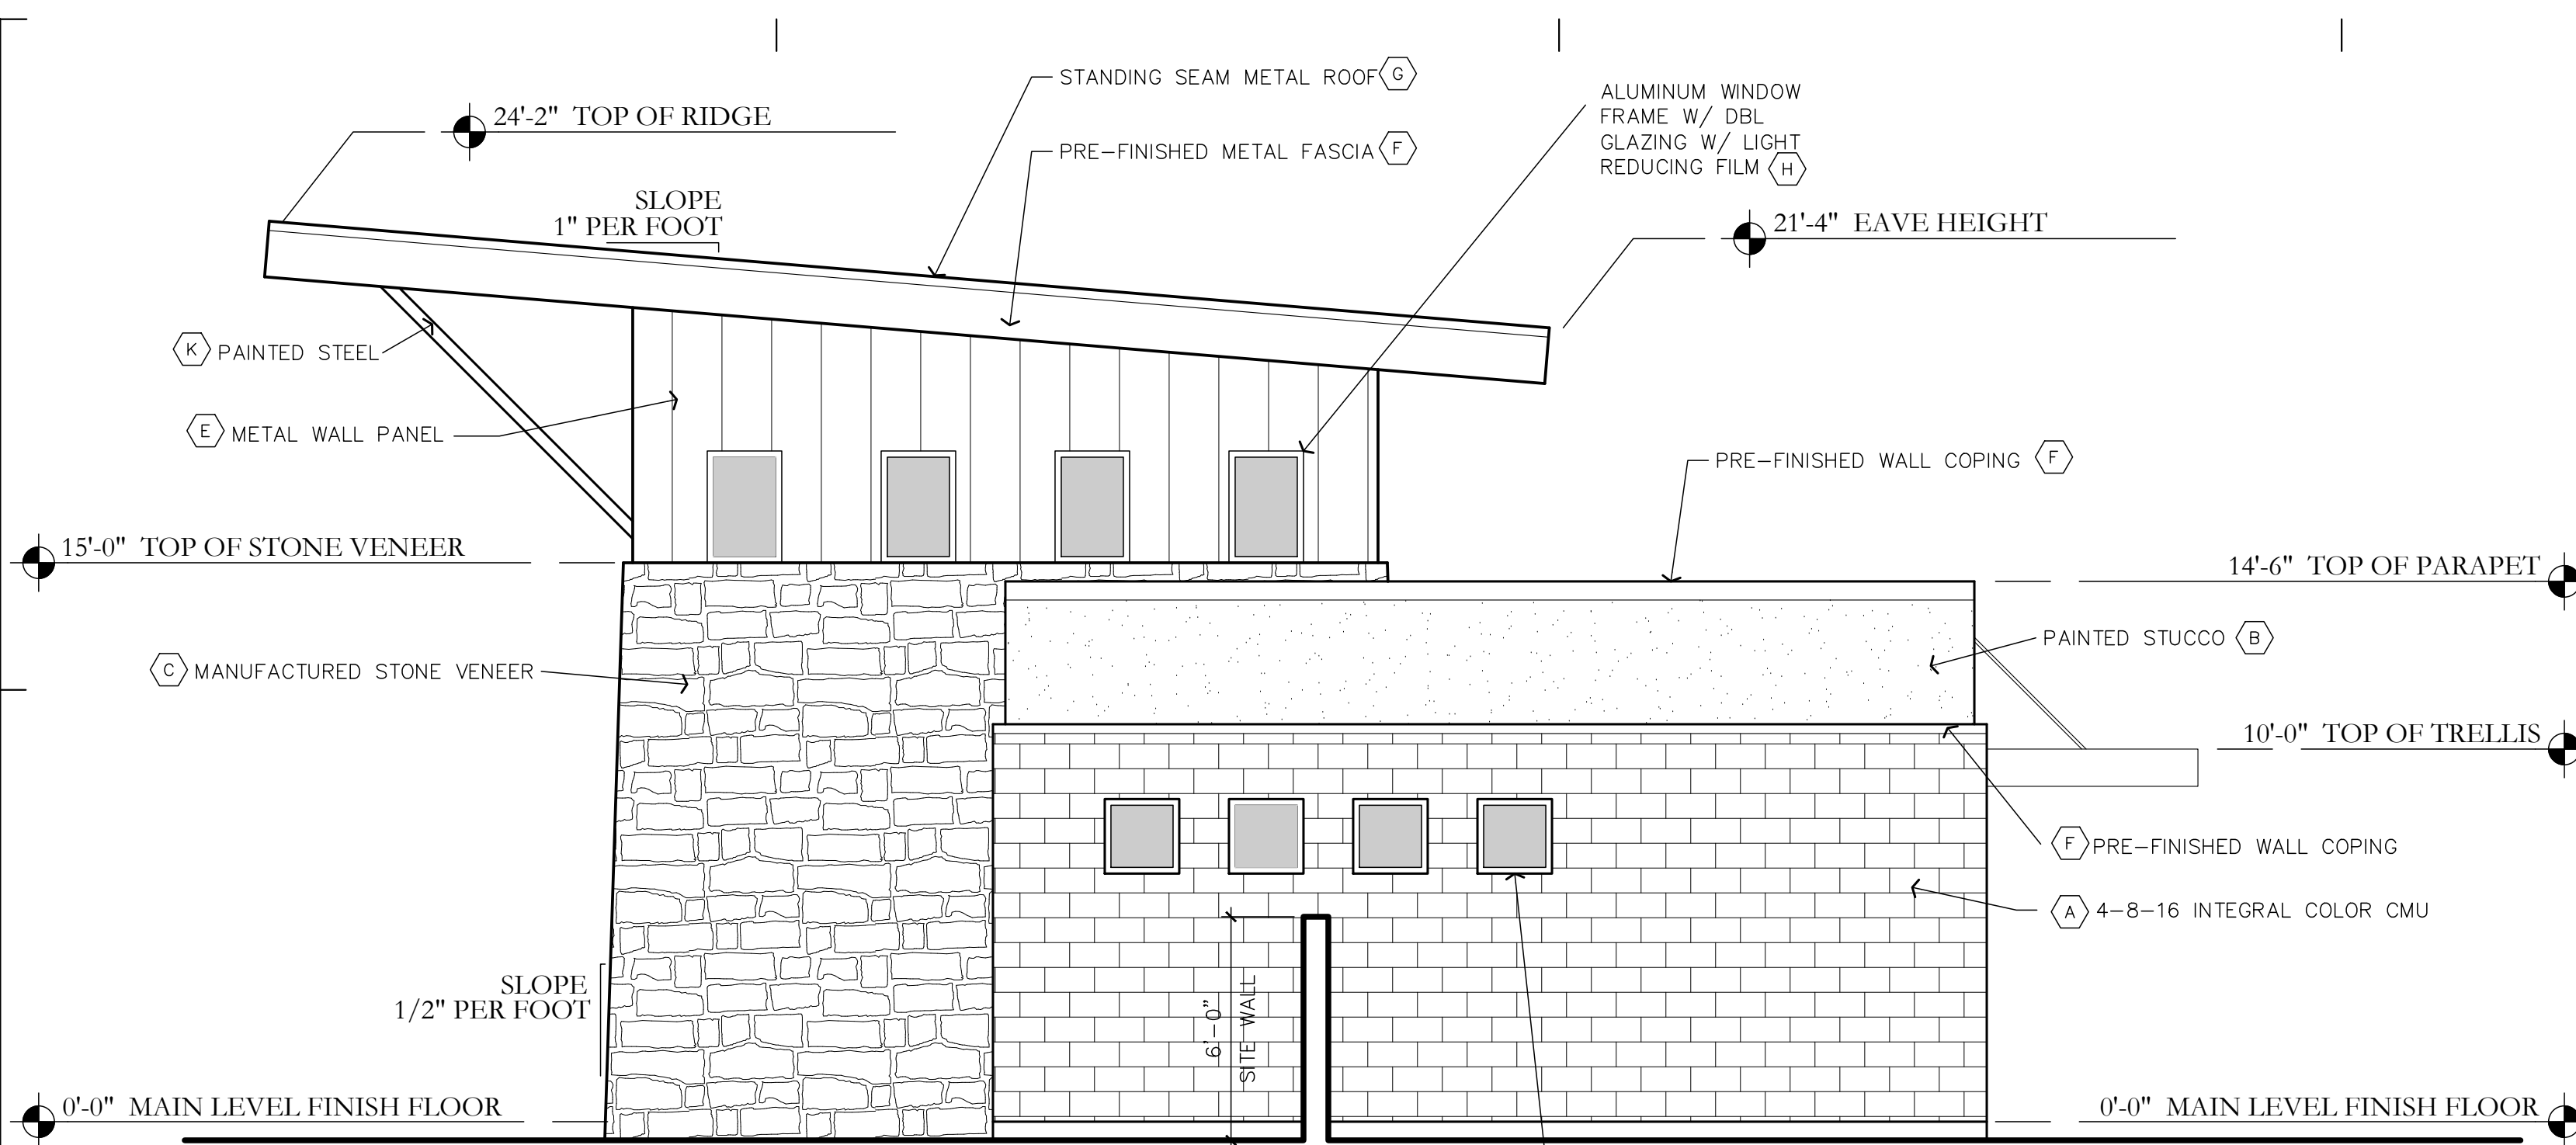 STANDING SEAM METAL ROOF G
24'-2" TOP OF RIDGE
PRE-FINISHED METAL FASCIA F
ALUMINUM WINDOW
FRAME W/ DBL
GLAZING W/ LIGHT
REDUCING FILM H
SLOPE
1" PER FOOT
21'-4" EAVE HEIGHT
K PAINTED STEEL
E METAL WALL PANEL
PRE-FINISHED WALL COPING F
15'-0" TOP OF STONE VENEER
14'-6" TOP OF PARAPET
PAINTED STUCCO B
C MANUFACTURED STONE VENEER
10'-0" TOP OF TRELLIS
F PRE-FINISHED WALL COPING
A 4-8-16 INTEGRAL COLOR CMU
SLOPE
1/2" PER FOOT
6'-0"
SITE WALL
0'-0" MAIN LEVEL FINISH FLOOR
0'-0" MAIN LEVEL FINISH FLOOR